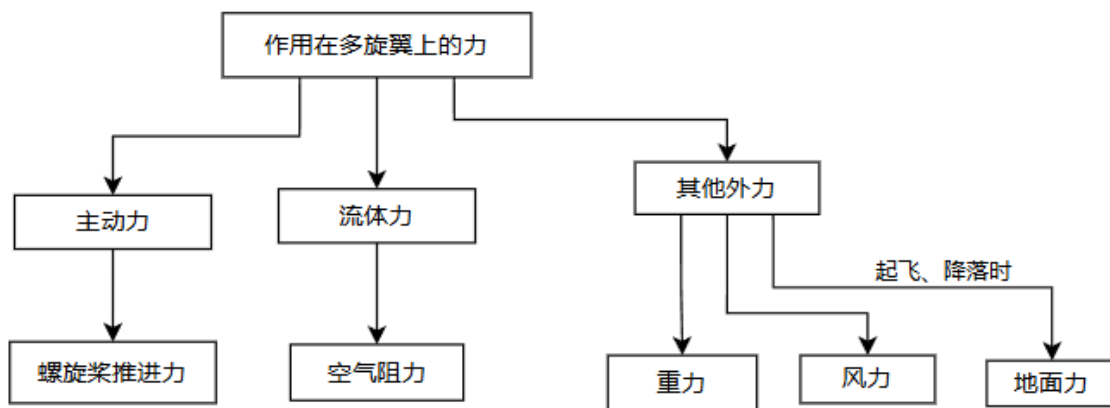 作用在多旋翼上的力
主动力
流体力
其他外力
起飞、降落时
螺旋桨推进力
空气阻力
重力
风力
地面力